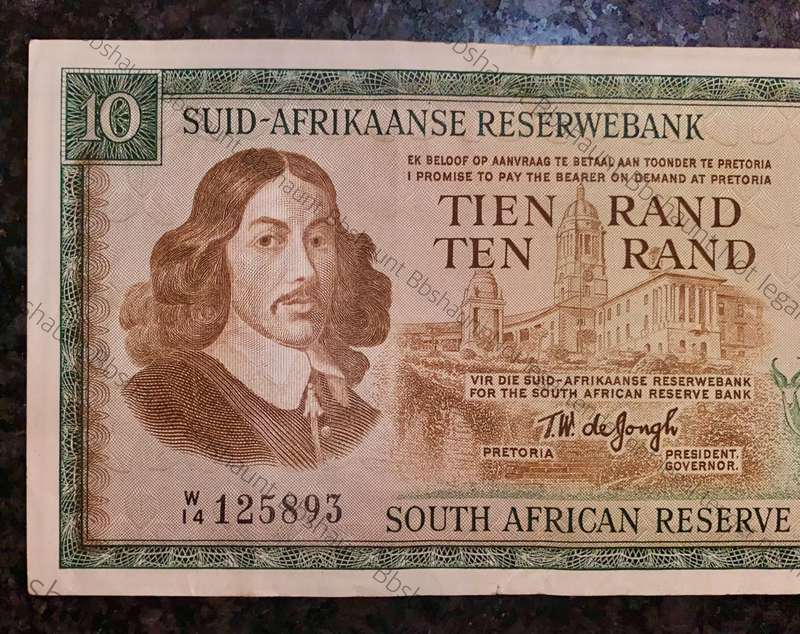 10
SUID-AFRIKAANSE RESERWEBANK
EK BELOOF OP AANVRAAG TE BETAAL AAN TOONDER TE PRETORIA
I PROMISE TO PAY THE BEARER ON DEMAND AT PRETORIA
TIEN RAND
TEN RAND
VIR DIE SUID-AFRIKAANSE RESERWEBANK
FOR THE SOUTH AFRICAN RESERVE BANK
T.W. de Jongh
PRETORIA
PRESIDENT.
GOVERNOR.
W/14 125893
SOUTH AFRICAN RESERVE